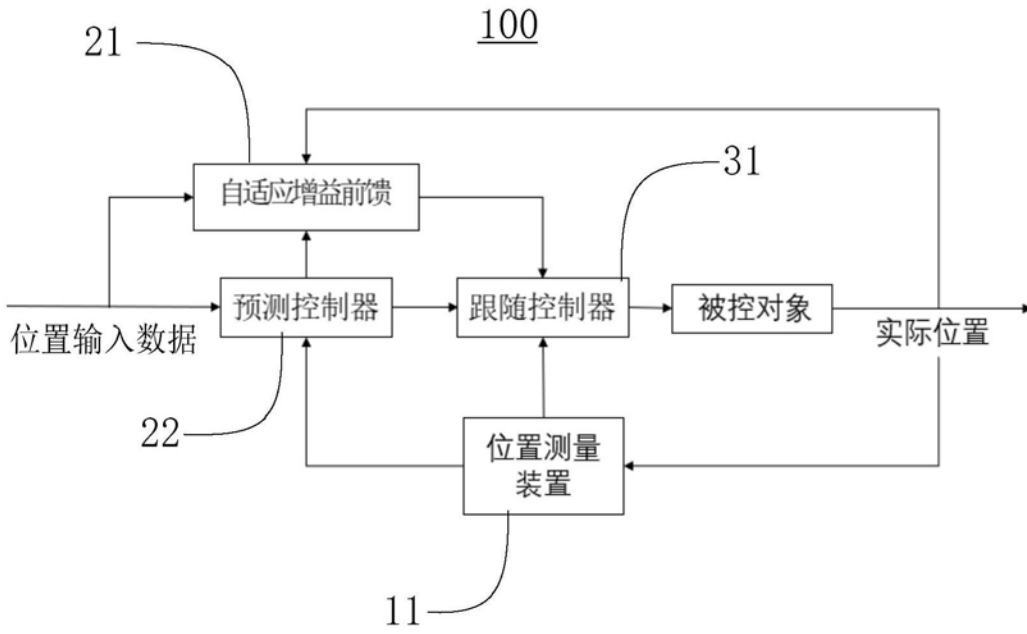 100
21
自适应增益前馈
31
预测控制器
跟随控制器
被控对象
位置输入数据
实际位置
22
位置测量
装置
11